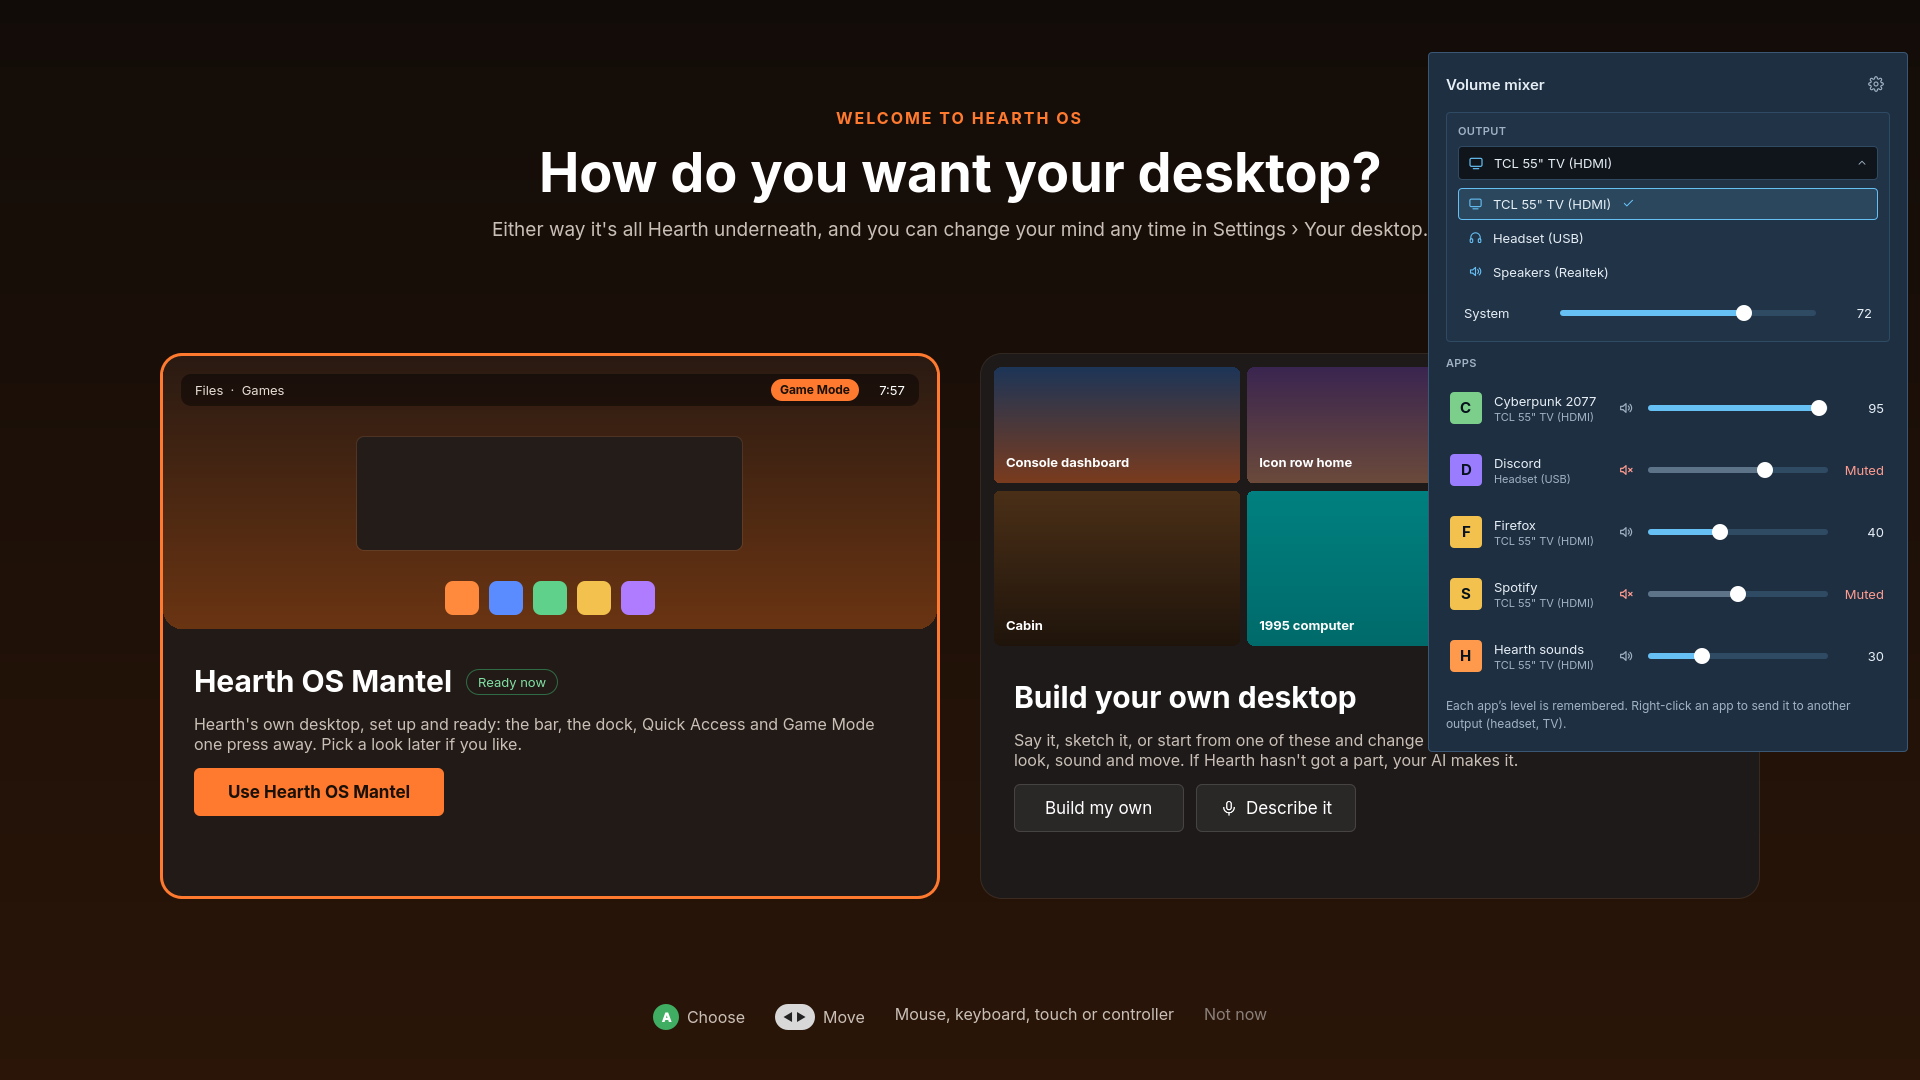 WELCOME TO HEARTH OS
How do you want your desktop?
Either way it's all Hearth underneath, and you can change your mind any time in Settings › Your desktop.
Files · Games
Game Mode
7:57
Hearth OS Mantel
Ready now
Hearth's own desktop, set up and ready: the bar, the dock, Quick Access and Game Mode
one press away. Pick a look later if you like.
Use Hearth OS Mantel
Console dashboard
Icon row home
Cabin
1995 computer
Build your own desktop
Say it, sketch it, or start from one of these and change
look, sound and move. If Hearth hasn't got a part, your AI makes it.
Build my own
Describe it
Volume mixer
OUTPUT
TCL 55" TV (HDMI)
TCL 55" TV (HDMI)
Headset (USB)
Speakers (Realtek)
System
72
APPS
C
Cyberpunk 2077
TCL 55" TV (HDMI)
95
D
Discord
Headset (USB)
Muted
F
Firefox
TCL 55" TV (HDMI)
40
S
Spotify
TCL 55" TV (HDMI)
Muted
H
Hearth sounds
TCL 55" TV (HDMI)
30
Each app's level is remembered. Right-click an app to send it to another
output (headset, TV).
A Choose
Move
Mouse, keyboard, touch or controller
Not now